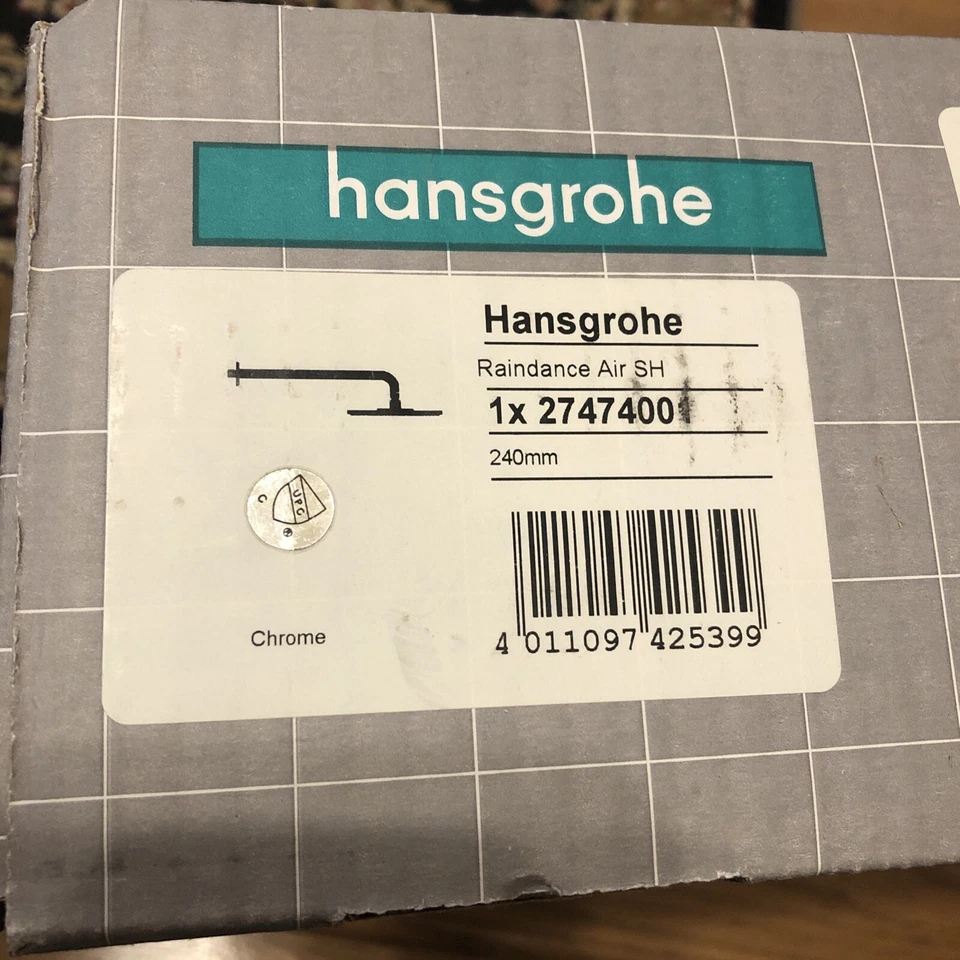 hansgrohe
Hansgrohe
Raindance Air SH
1x 27474001
240mm
C
UPC
®
Chrome
4 011097 425399